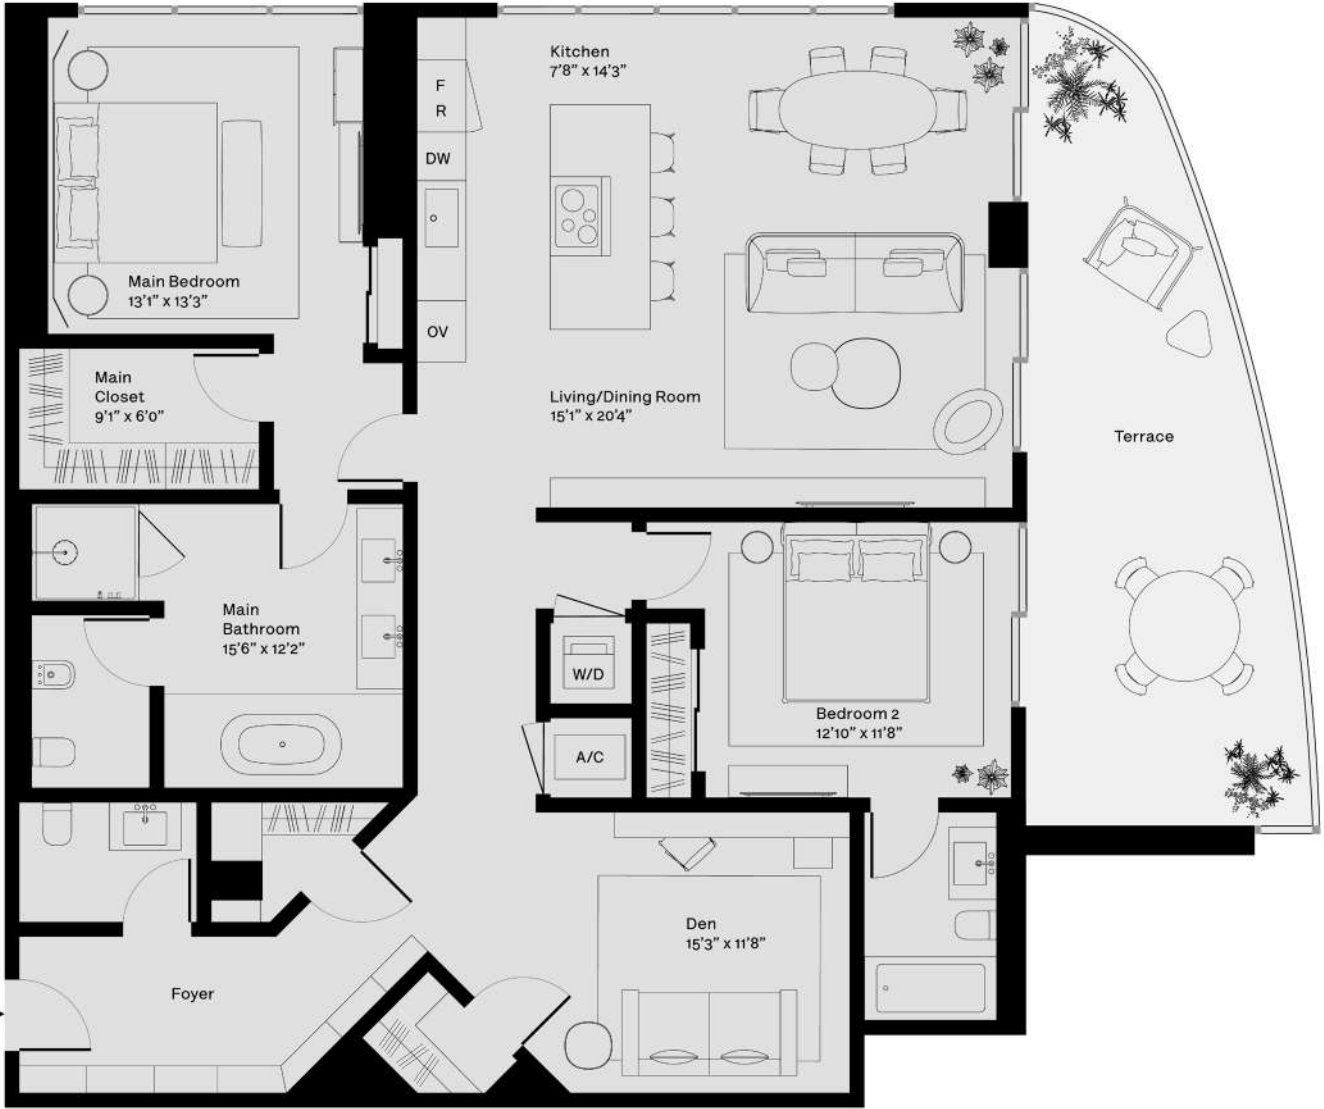 Kitchen
7'8" x 14'3"
F
R
DW
OV
Main Bedroom
13'1" x 13'3"
Main
Closet
9'1" x 6'0"
Living/Dining Room
15'1" x 20'4"
Terrace
Main
Bathroom
15'6" x 12'2"
W/D
A/C
Bedroom 2
12'10" x 11'8"
Den
15'3" x 11'8"
Foyer